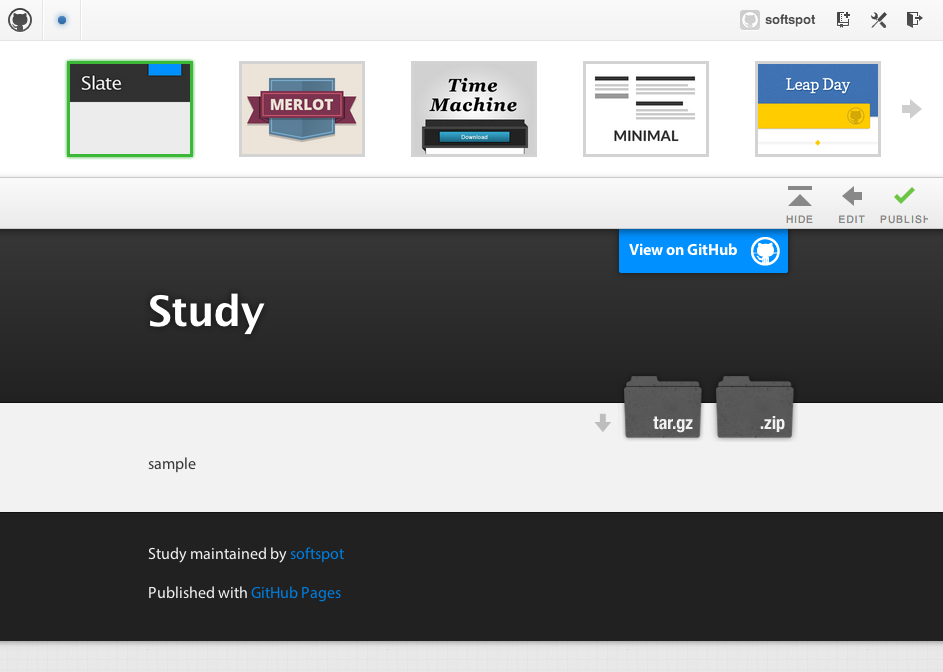 softspot
Slate
MERLOT
Time
Machine
Download
MINIMAL
Leap Day
HIDE
EDIT
PUBLISH
View on GitHub
Study
tar.gz
.zip
sample
Study maintained by softspot
Published with GitHub Pages